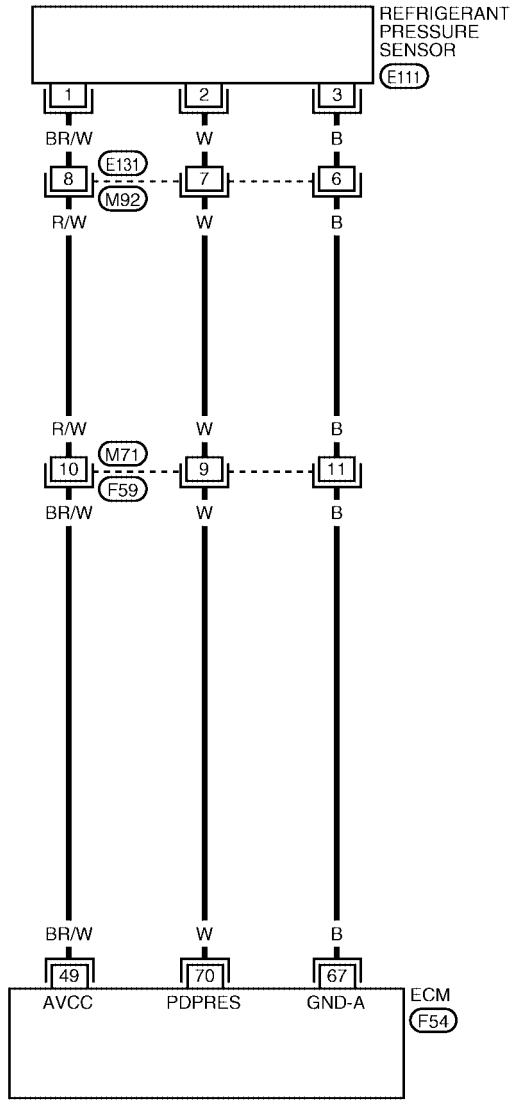 REFRIGERANT
PRESSURE
SENSOR
E111
1 2 3
BR/W W B
E131
8 7 6
M92
R/W W B
R/W W B
M71
10 9 11
F59
BR/W W B
BR/W W B
49 70 67
AVCC PDPRES GND-A
ECM
F54